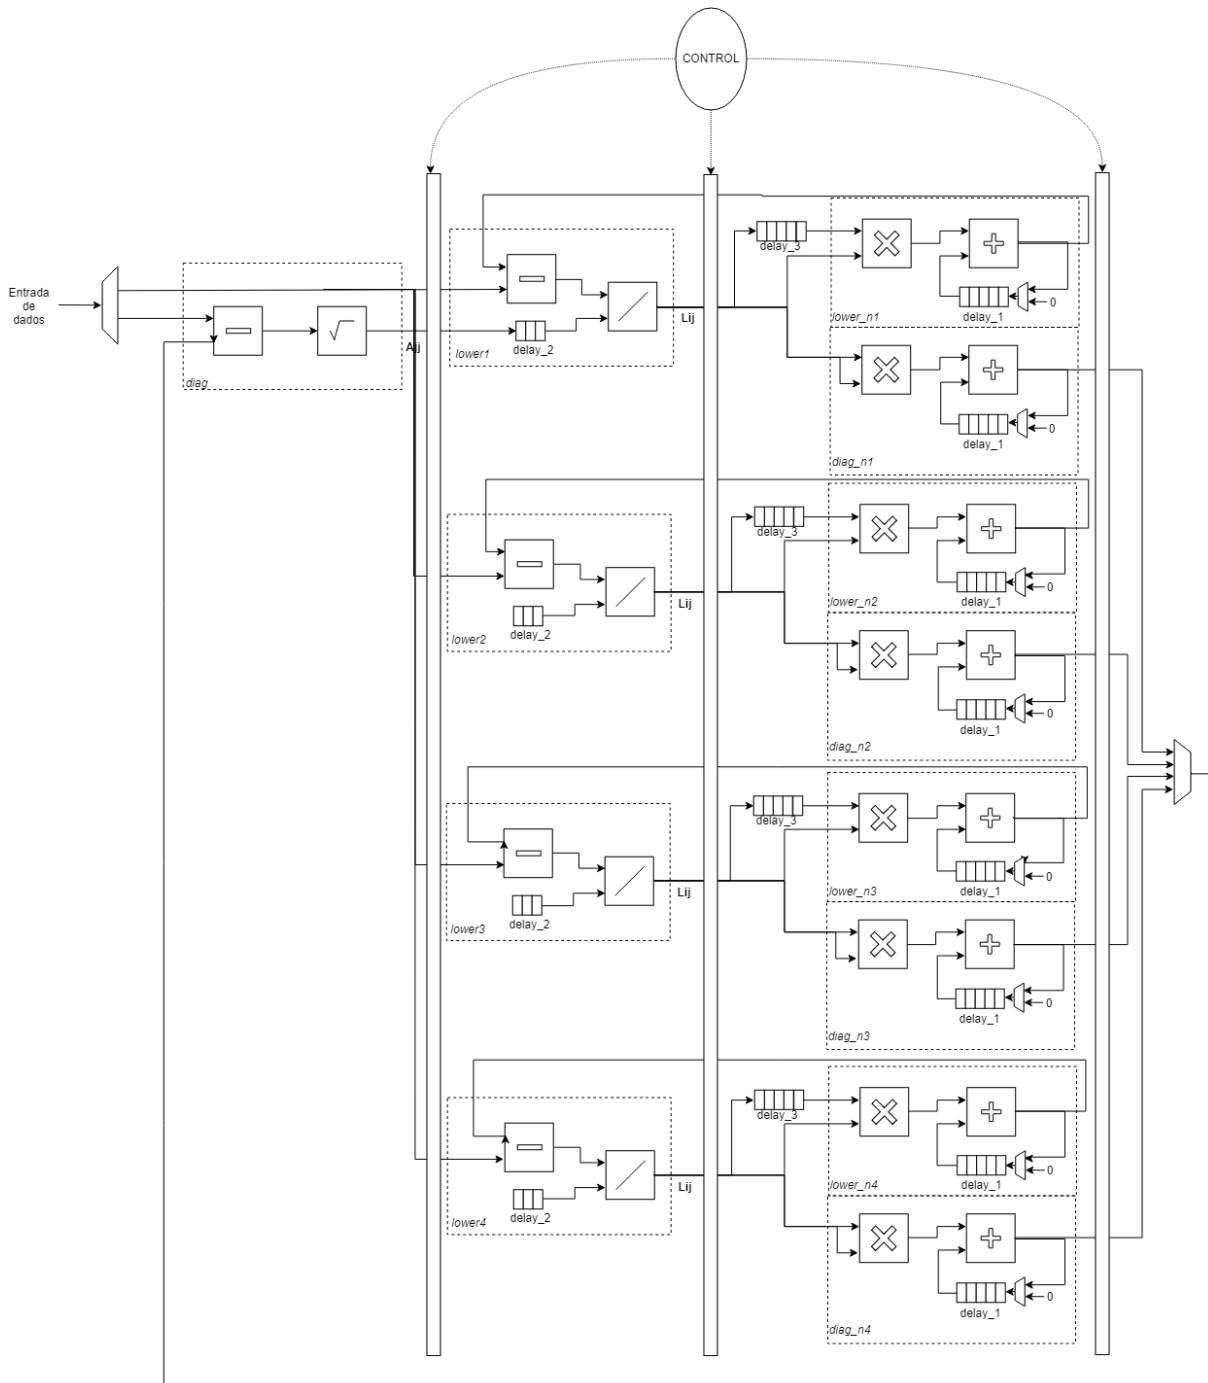 CONTROL
Entrada
de
dados
diag
Aij
lower1
delay_2
Lij
delay_3
lower_n1
delay_1
0
diag_n1
delay_1
0
lower2
delay_2
Lij
delay_3
lower_n2
delay_1
0
diag_n2
delay_1
0
lower3
delay_2
Lij
delay_3
lower_n3
delay_1
0
diag_n3
delay_1
0
lower4
delay_2
Lij
delay_3
lower_n4
delay_1
0
diag_n4
delay_1
0